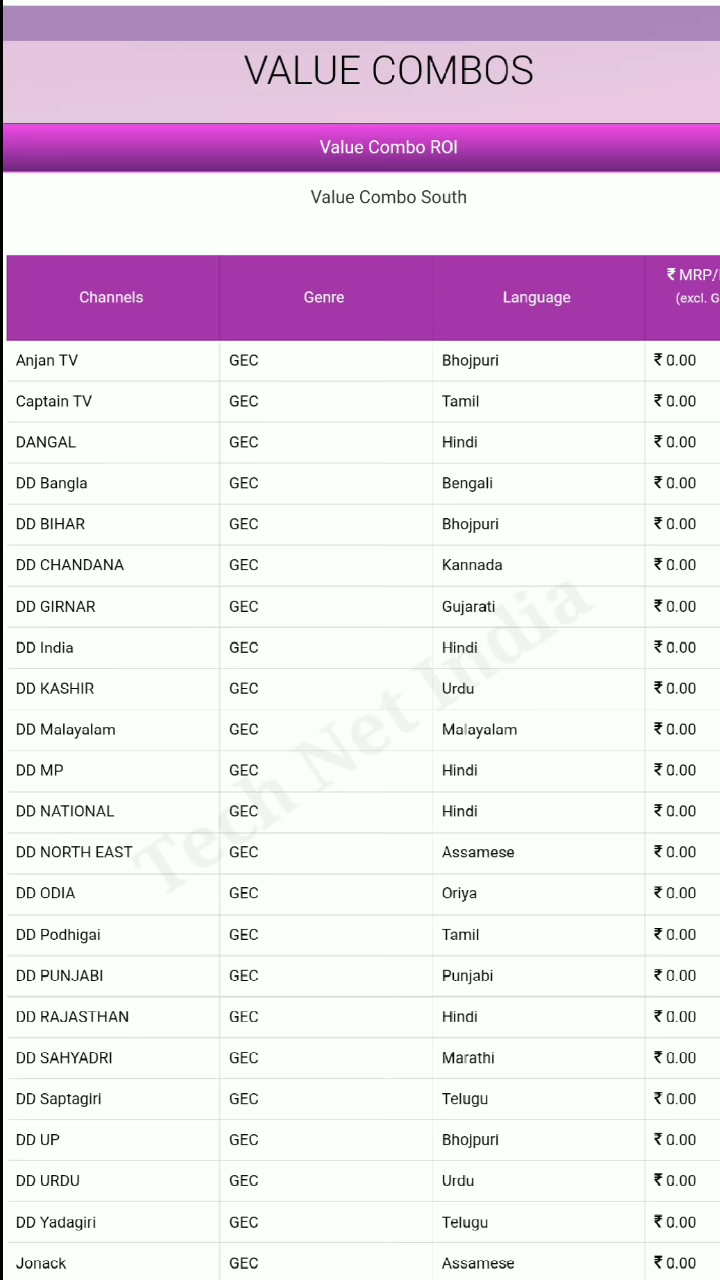 VALUE COMBOS
Value Combo ROI
Value Combo South
Channels Genre Language ₹ MRP/
(excl. G
Anjan TV GEC Bhojpuri ₹ 0.00
Captain TV GEC Tamil ₹ 0.00
DANGAL GEC Hindi ₹ 0.00
DD Bangla GEC Bengali ₹ 0.00
DD BIHAR GEC Bhojpuri ₹ 0.00
DD CHANDANA GEC Kannada ₹ 0.00
DD GIRNAR GEC Gujarati ₹ 0.00
DD India GEC Hindi ₹ 0.00
DD KASHIR GEC Urdu ₹ 0.00
DD Malayalam GEC Malayalam ₹ 0.00
DD MP GEC Hindi ₹ 0.00
DD NATIONAL GEC Hindi ₹ 0.00
DD NORTH EAST GEC Assamese ₹ 0.00
DD ODIA GEC Oriya ₹ 0.00
DD Podhigai GEC Tamil ₹ 0.00
DD PUNJABI GEC Punjabi ₹ 0.00
DD RAJASTHAN GEC Hindi ₹ 0.00
DD SAHYADRI GEC Marathi ₹ 0.00
DD Saptagiri GEC Telugu ₹ 0.00
DD UP GEC Bhojpuri ₹ 0.00
DD URDU GEC Urdu ₹ 0.00
DD Yadagiri GEC Telugu ₹ 0.00
Jonack GEC Assamese ₹ 0.00
Tech Net India